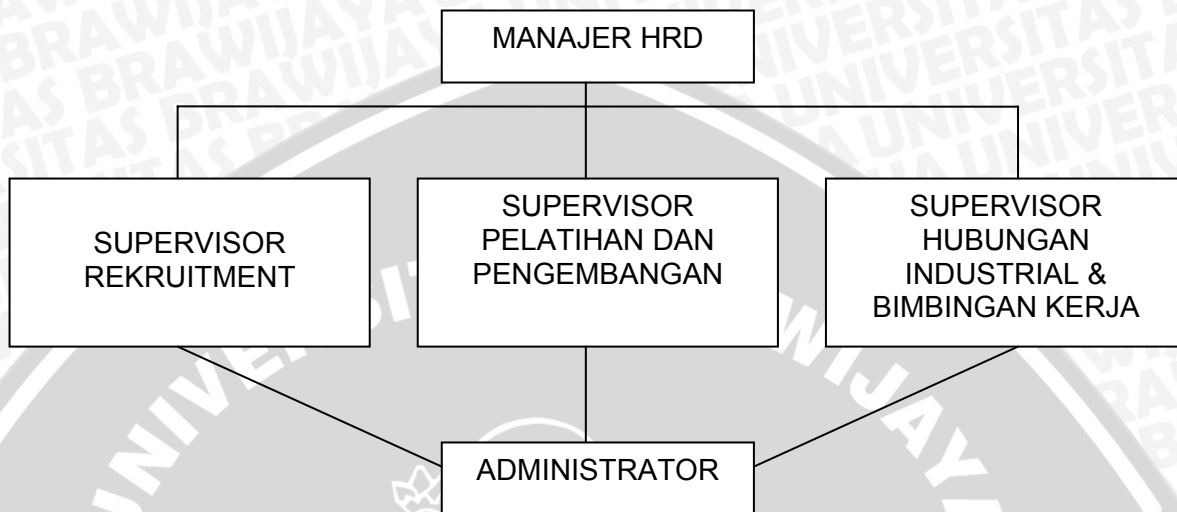 MANAJER HRD
SUPERVISOR
REKRUITMENT
SUPERVISOR
PELATIHAN DAN
PENGEMBANGAN
SUPERVISOR
HUBUNGAN
INDUSTRIAL &
BIMBINGAN KERJA
ADMINISTRATOR